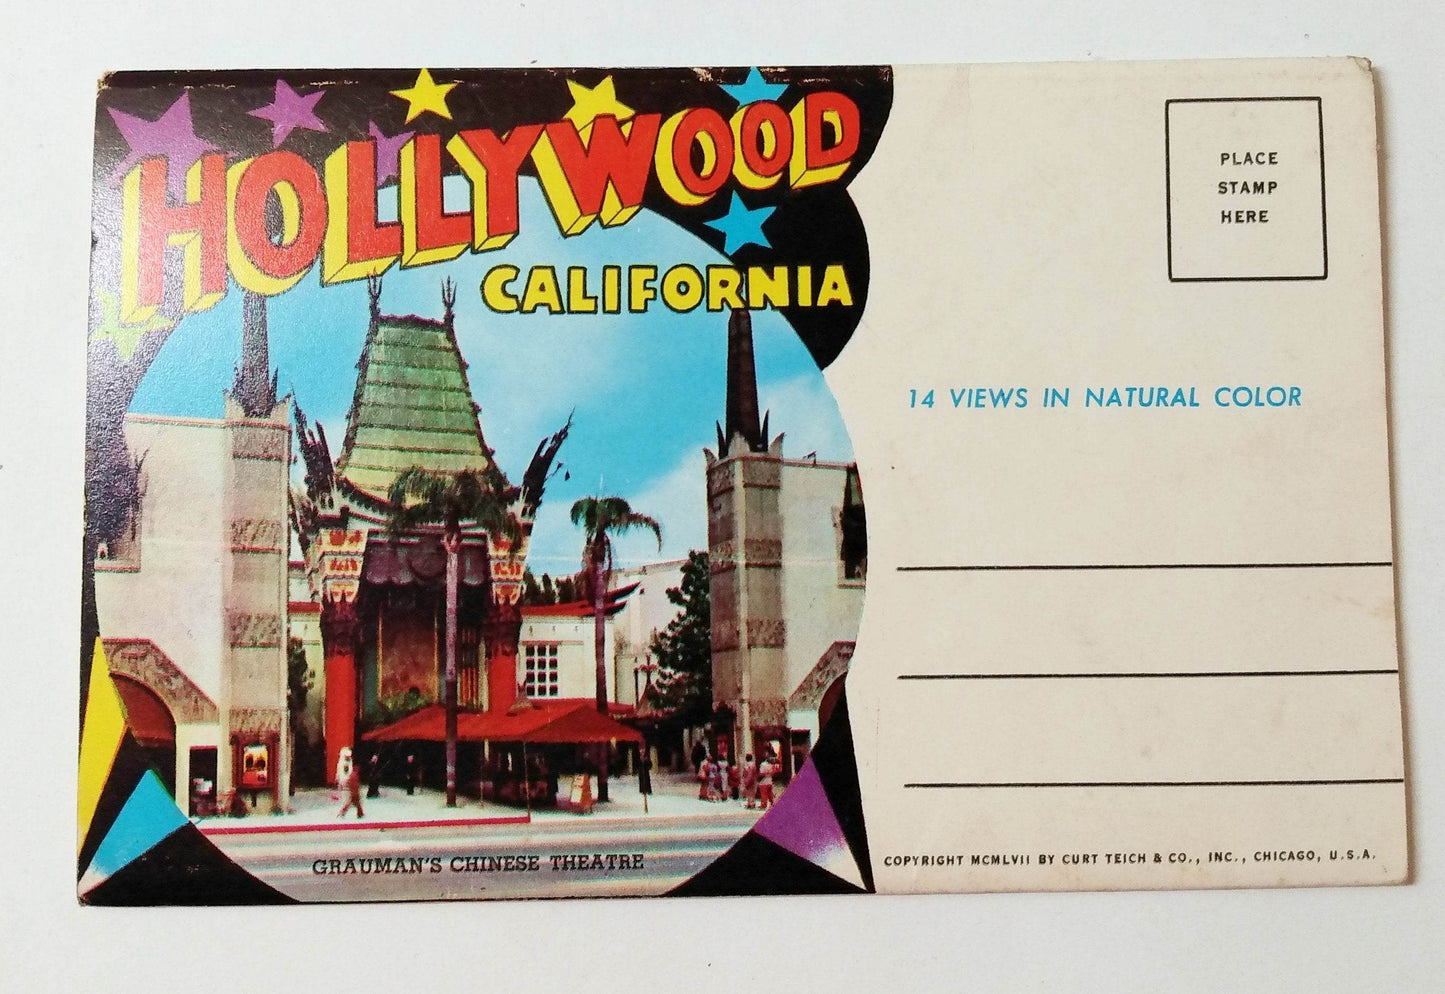 HOLLYWOOD
CALIFORNIA
GRAUMAN'S CHINESE THEATRE
PLACE
STAMP
HERE
14 VIEWS IN NATURAL COLOR
COPYRIGHT MCMLVII BY CURT TEICH & CO., INC., CHICAGO, U.S.A.